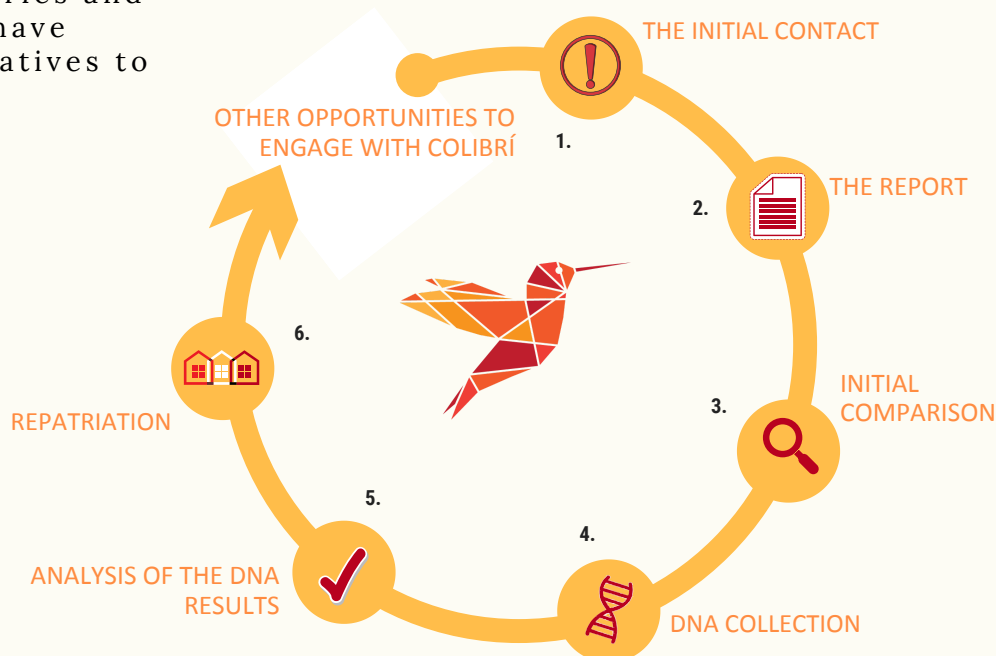 have
atives to
THE INITIAL CONTACT
1.
THE REPORT
2.
INITIAL
COMPARISON
3.
DNA COLLECTION
4.
ANALYSIS OF THE DNA
RESULTS
5.
REPATRIATION
6.
OTHER OPPORTUNITIES TO
ENGAGE WITH COLIBRÍ